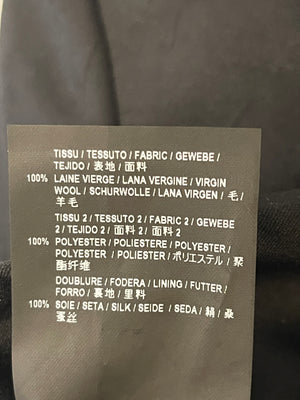 TISSU / TESSUTO / FABRIC / GEWEBE /
TEJIDO / 表地 / 面料
100% LAINE VIERGE / LANA VERGINE / VIRGIN
WOOL / SCHURWOLLE / LANA VIRGEN / 毛 /
羊毛
TISSU 2 / TESSUTO 2 / FABRIC 2 / GEWEBE
2 / TEJIDO 2 / 面料 2/ 面料 2
100% POLYESTER / POLIESTERE / POLYESTER /
POLYESTER / POLIESTER / ポリエステル / 聚
酯纤维
DOUBLURE / FODERA / LINING / FUTTER /
FORRO / 裏地 / 里料
100% SOIE / SETA / SILK / SEIDE / SEDA / 絹 / 桑
蚕丝